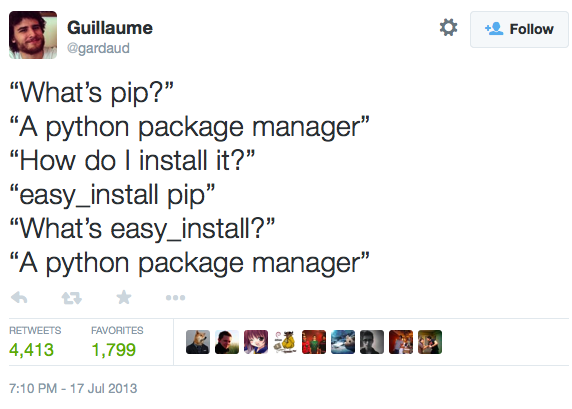 Guillaume
@gardaud
Follow
“What’s pip?”
“A python package manager”
“How do I install it?”
“easy_install pip”
“What’s easy_install?”
“A python package manager”
RETWEETS FAVORITES
4,413 1,799
7:10 PM - 17 Jul 2013